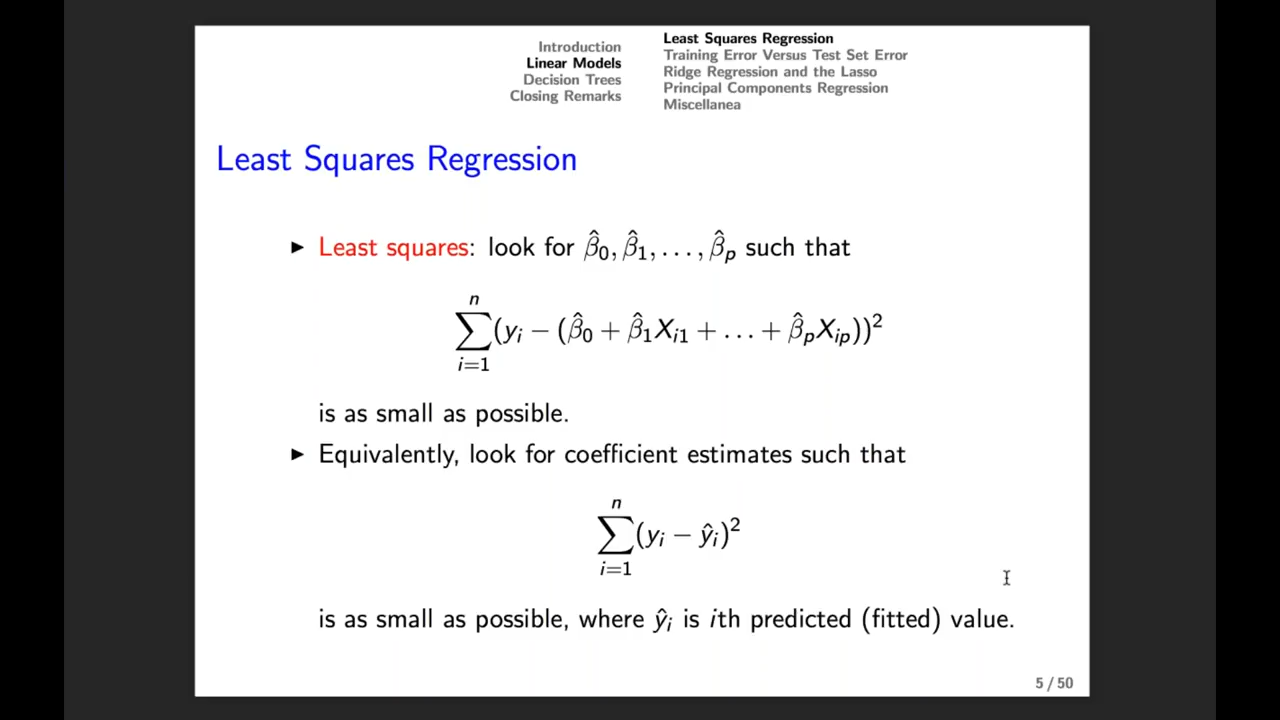 Introduction
Linear Models
Decision Trees
Closing Remarks
Least Squares Regression
Training Error Versus Test Set Error
Ridge Regression and the Lasso
Principal Components Regression
Miscellanea
Least Squares Regression
▶ Least squares: look for β̂₀, β̂₁, . . . , β̂ₚ such that
∑ᵢ₌₁ⁿ (yᵢ − (β̂₀ + β̂₁Xᵢ₁ + . . . + β̂ₚXᵢₚ))²
is as small as possible.
▶ Equivalently, look for coefficient estimates such that
∑ᵢ₌₁ⁿ (yᵢ − ŷᵢ)²
is as small as possible, where ŷᵢ is ith predicted (fitted) value.
5 / 50